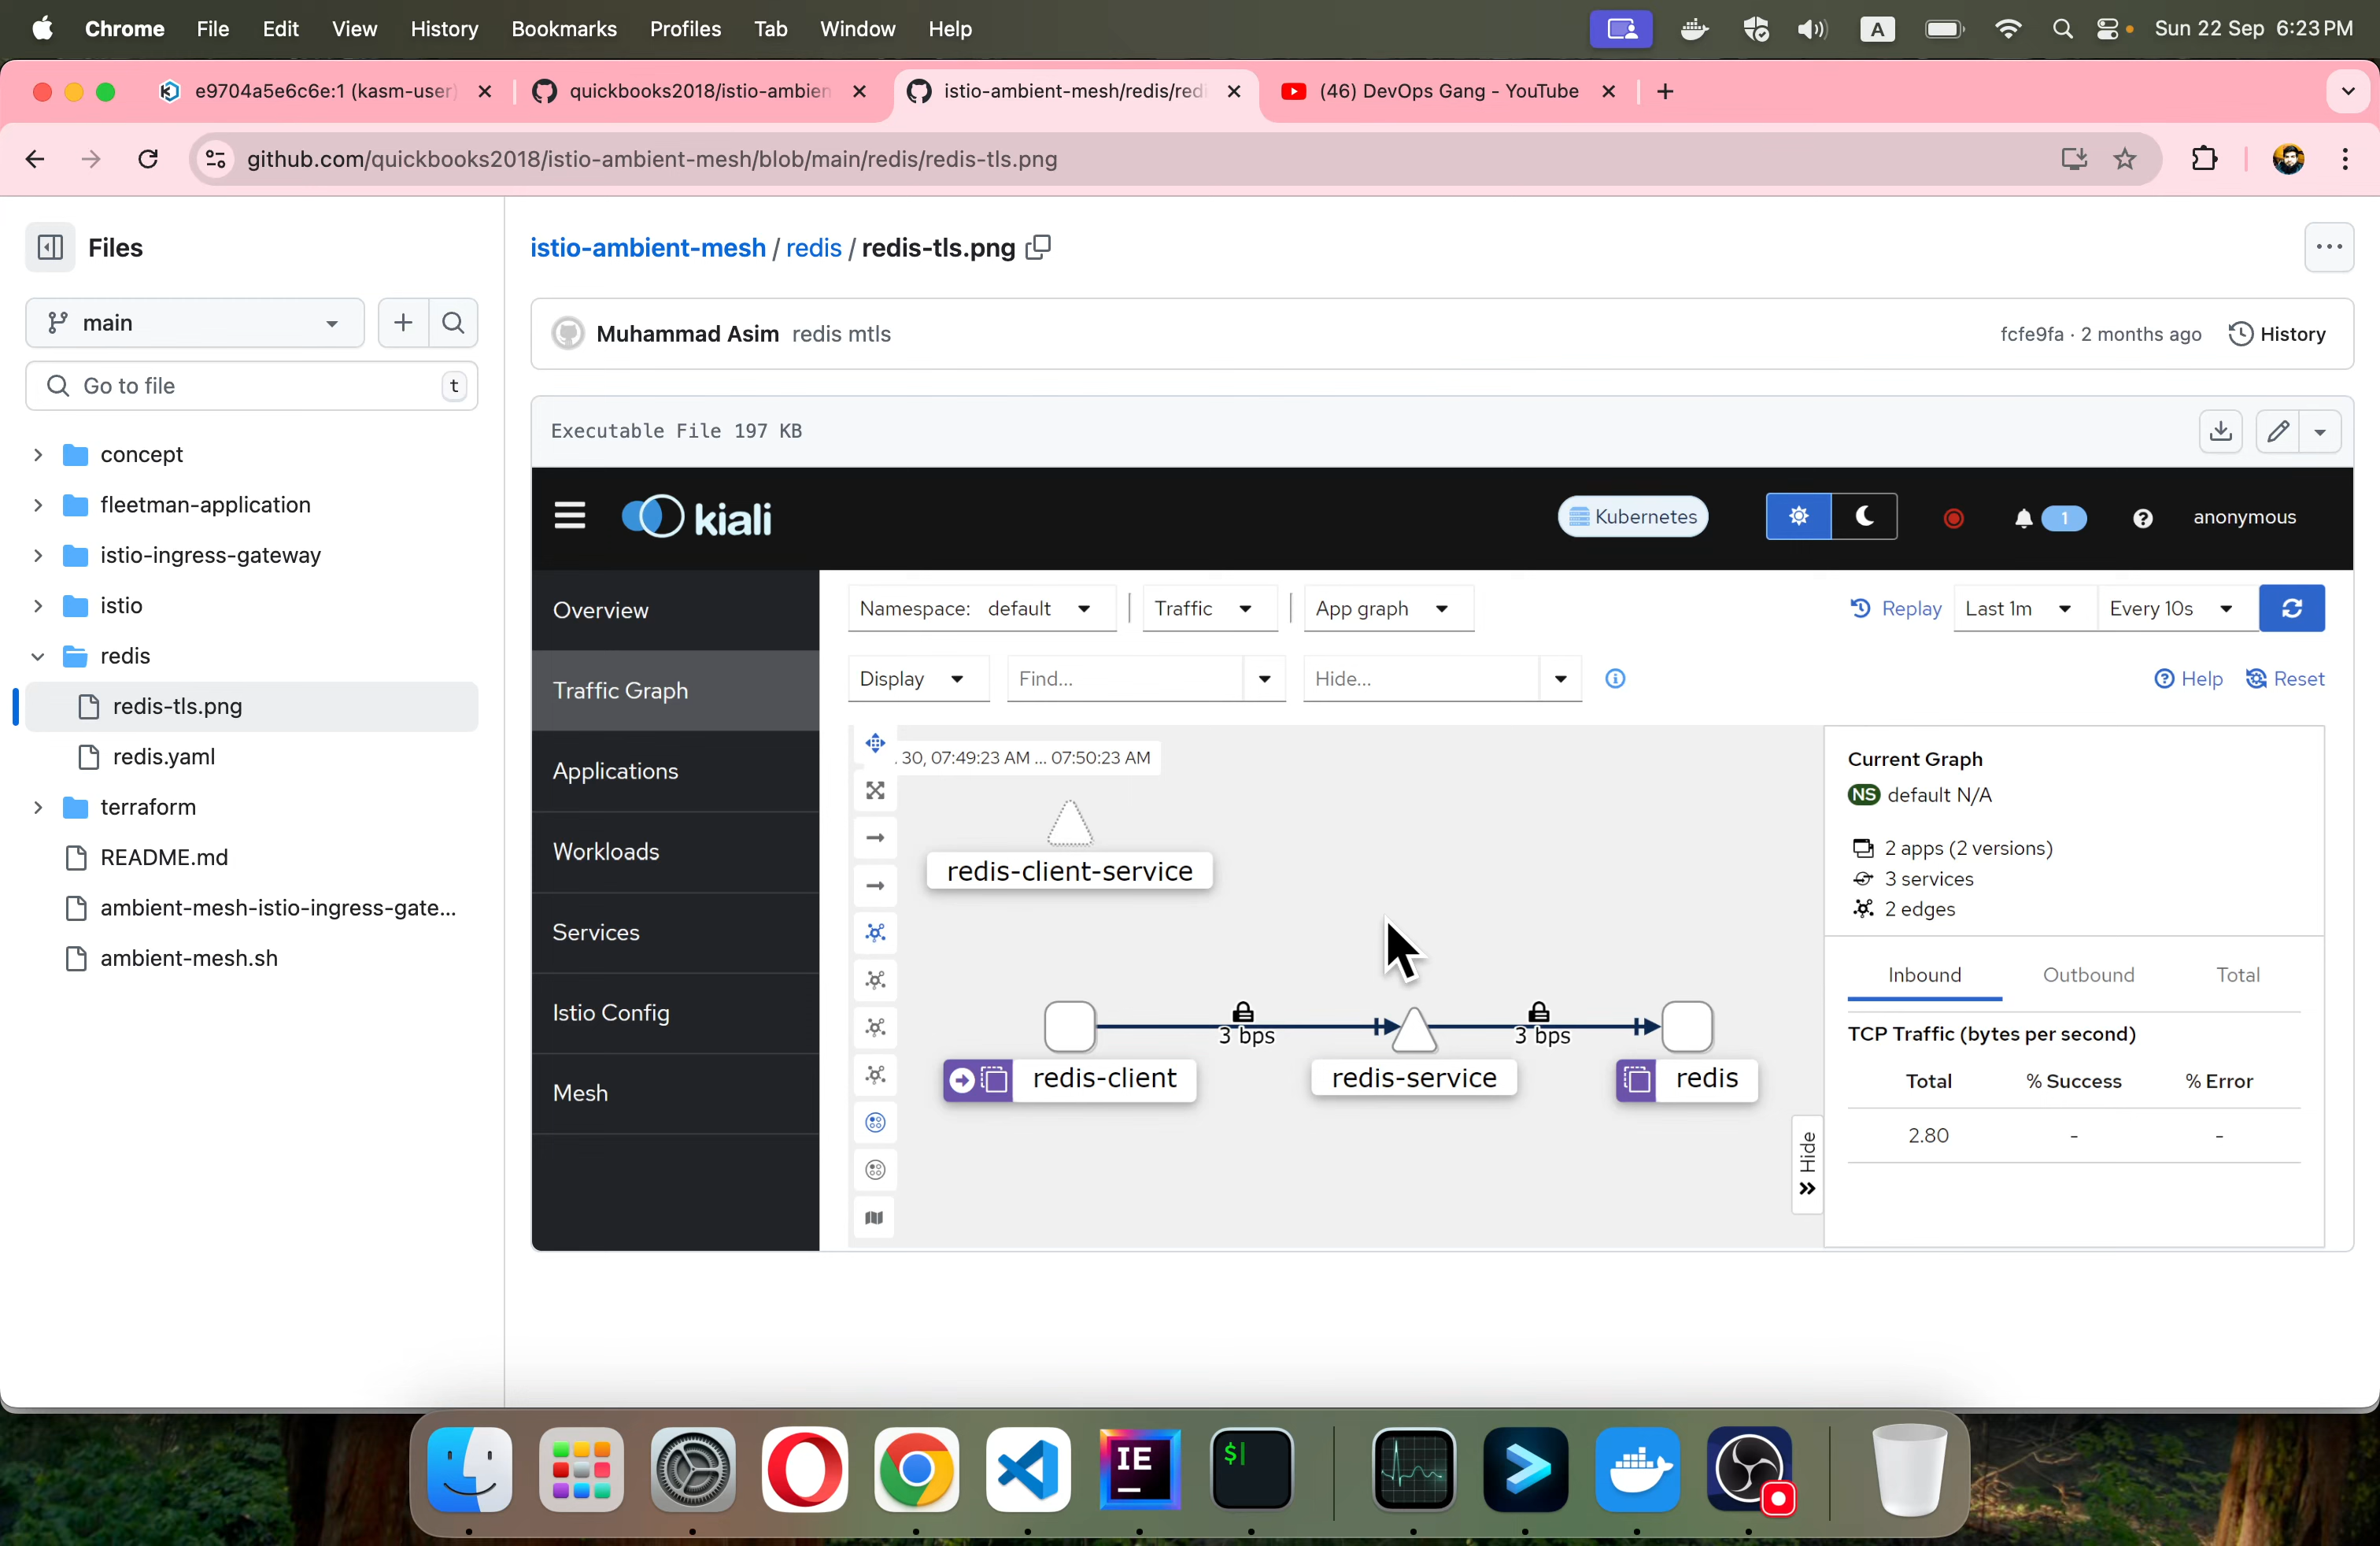 Chrome File Edit View History Bookmarks Profiles Tab Window Help
A
Sun 22 Sep 6:23 PM
e9704a5e6c6e:1 (kasm-user)
quickbooks2018/istio-ambien
istio-ambient-mesh/redis/redi
(46) DevOps Gang - YouTube
github.com/quickbooks2018/istio-ambient-mesh/blob/main/redis/redis-tls.png
Files
main
Go to file
t
concept
fleetman-application
istio-ingress-gateway
istio
redis
redis-tls.png
redis.yaml
terraform
README.md
ambient-mesh-istio-ingress-gate...
ambient-mesh.sh
istio-ambient-mesh / redis / redis-tls.png
Muhammad Asim redis mtls
fcfe9fa · 2 months ago
History
Executable File 197 KB
kiali
Kubernetes
1
anonymous
Overview
Traffic Graph
Applications
Workloads
Services
Istio Config
Mesh
Namespace: default
Traffic
App graph
Replay
Last 1m
Every 10s
Display
Find...
Hide...
Help
Reset
. 30, 07:49:23 AM ... 07:50:23 AM
redis-client-service
3 bps
3 bps
redis-client
redis-service
redis
Hide
Current Graph
NS default N/A
2 apps (2 versions)
3 services
2 edges
Inbound
Outbound
Total
TCP Traffic (bytes per second)
Total % Success % Error
2.80 - -
IE
$